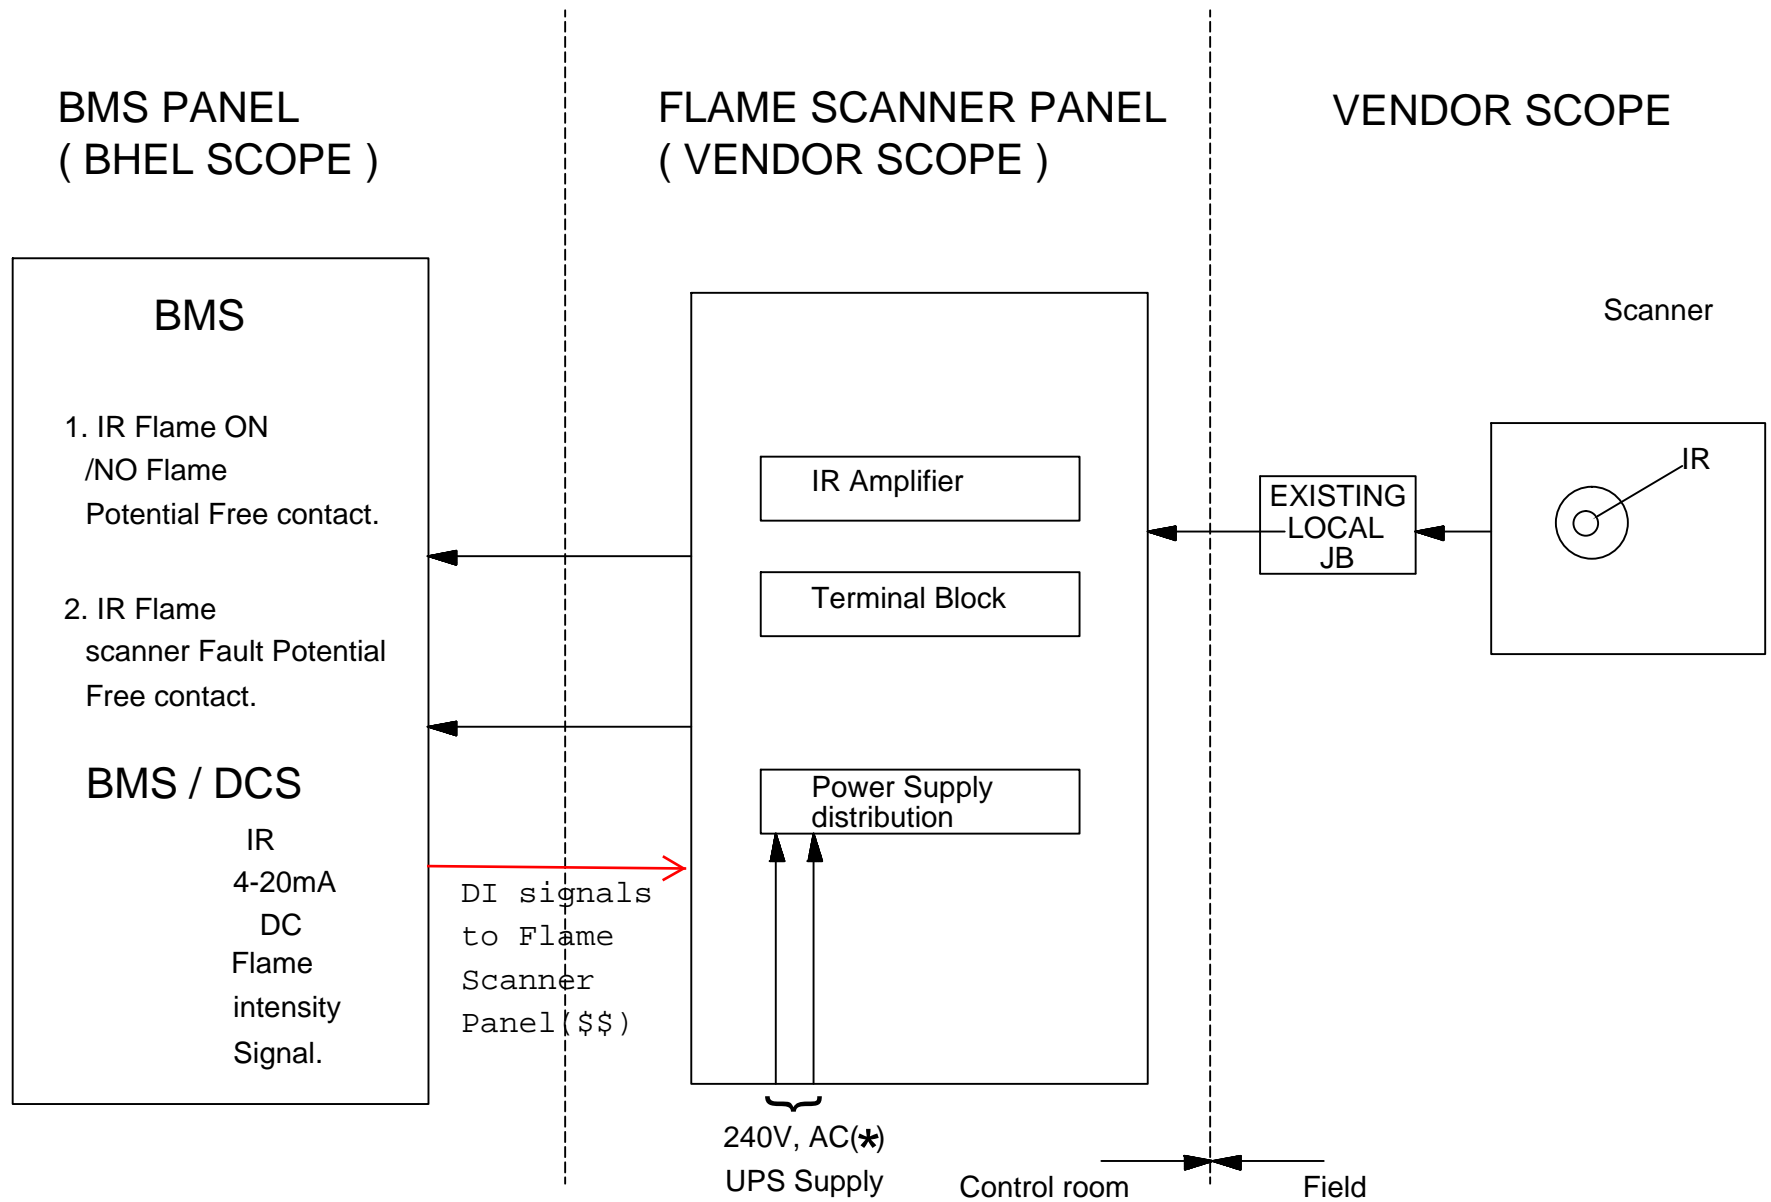 BMS PANEL
( BHEL SCOPE )
FLAME SCANNER PANEL
( VENDOR SCOPE )
VENDOR SCOPE
BMS
1. IR Flame ON
/NO Flame
Potential Free contact.
2. IR Flame
scanner Fault Potential
Free contact.
BMS / DCS
IR
4-20mA
DC
Flame
intensity
Signal.
DI signals
to Flame
Scanner
Panel($$)
IR Amplifier
Terminal Block
Power Supply
distribution
240V, AC(*)
UPS Supply
Control room
Field
EXISTING
LOCAL
JB
Scanner
IR